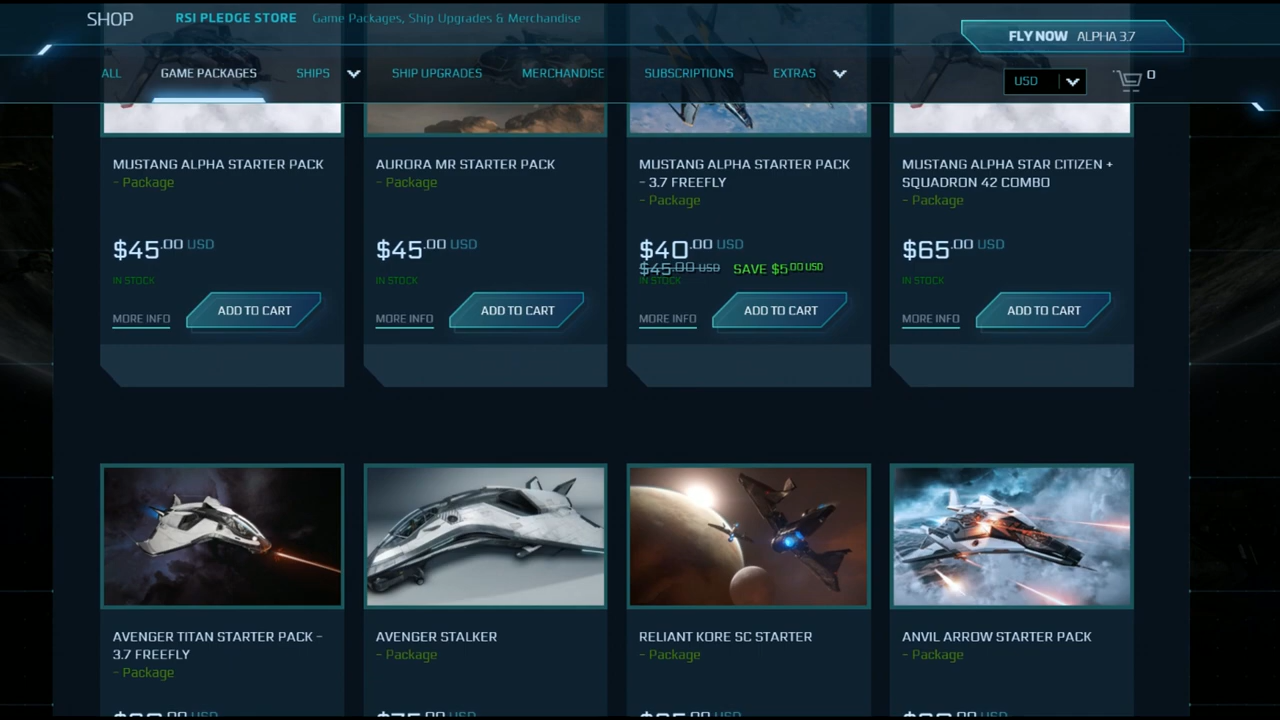 SHOP
RSI PLEDGE STORE Game Packages, Ship Upgrades & Merchandise
FLY NOW ALPHA 3.7
ALL GAME PACKAGES SHIPS SHIP UPGRADES MERCHANDISE SUBSCRIPTIONS EXTRAS
USD
0
MUSTANG ALPHA STARTER PACK
- Package
$45.00 USD
IN STOCK
MORE INFO
ADD TO CART
AURORA MR STARTER PACK
- Package
$45.00 USD
IN STOCK
MORE INFO
ADD TO CART
MUSTANG ALPHA STARTER PACK
- 3.7 FREEFLY
- Package
$40.00 USD
$45.00 USD SAVE $5.00 USD
IN STOCK
MORE INFO
ADD TO CART
MUSTANG ALPHA STAR CITIZEN +
SQUADRON 42 COMBO
- Package
$65.00 USD
IN STOCK
MORE INFO
ADD TO CART
AVENGER TITAN STARTER PACK -
3.7 FREEFLY
- Package
AVENGER STALKER
- Package
RELIANT KORE SC STARTER
- Package
ANVIL ARROW STARTER PACK
- Package